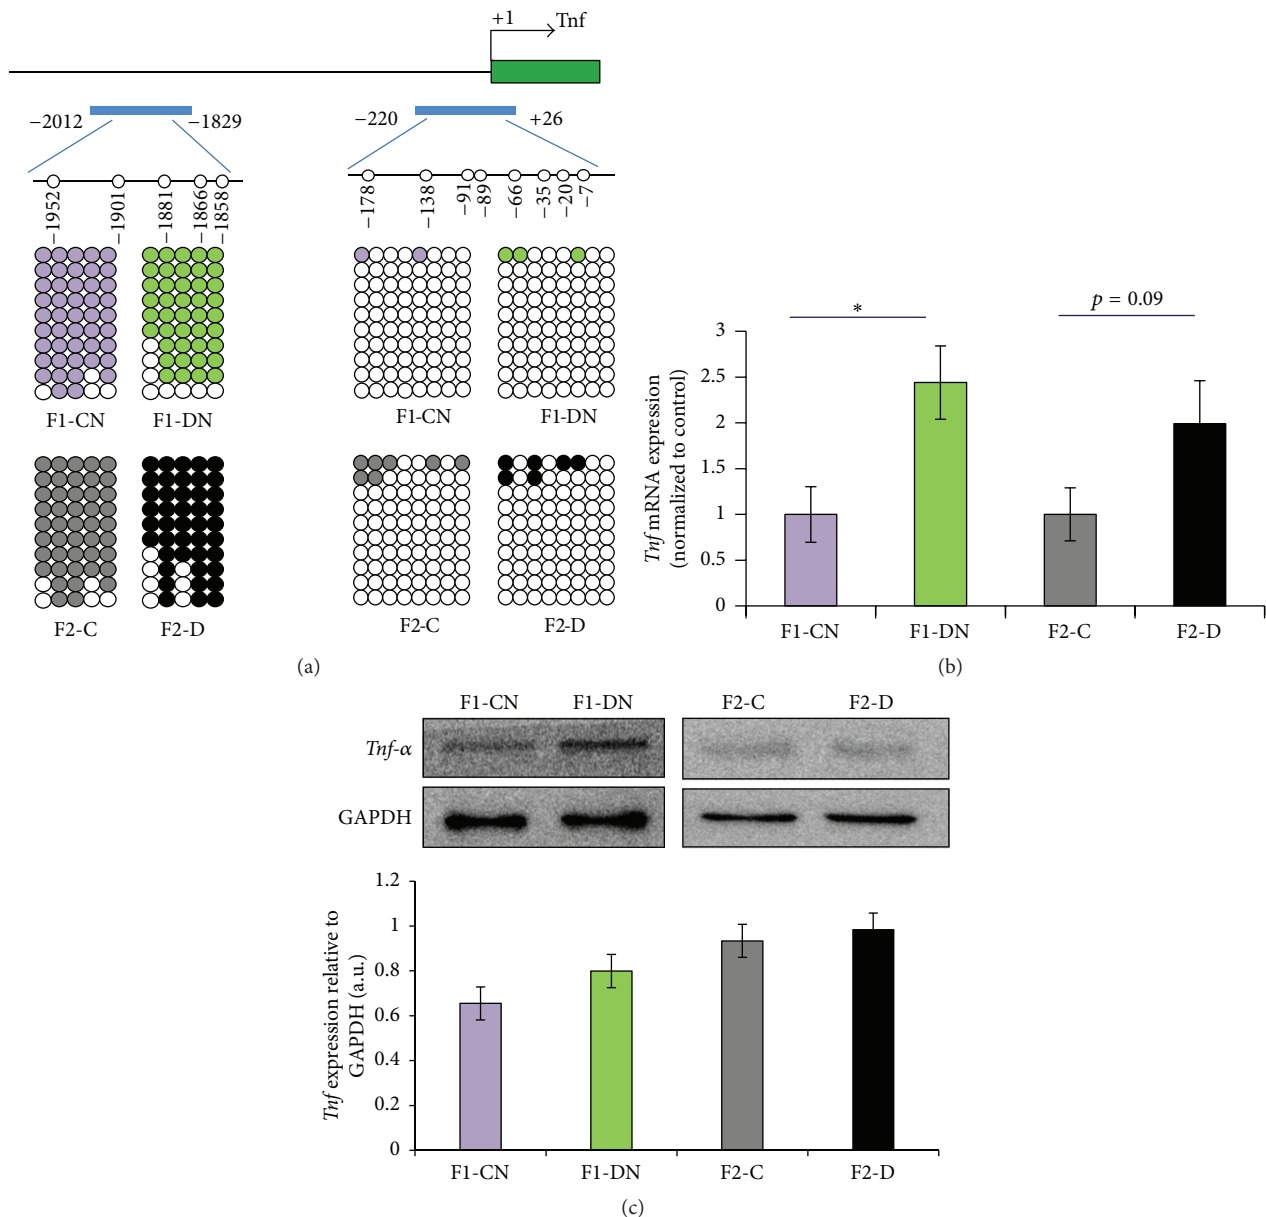 +1 Tnf
−2012 −1829 −220 +26
−1952 −1901 −1881 −1866 −1858 −178 −138 −91 −89 −66 −35 −20 −7
F1-CN F1-DN F1-CN F1-DN
F2-C F2-D F2-C F2-D
(a)
* p = 0.09
Tnf mRNA expression
(normalized to control)
3
2.5
2
1.5
1
0.5
0
F1-CN F1-DN F2-C F2-D
(b)
F1-CN F1-DN F2-C F2-D
Tnf-α
GAPDH
Tnf expression relative to
GAPDH (a.u.)
1.2
1
0.8
0.6
0.4
0.2
0
F1-CN F1-DN F2-C F2-D
(c)